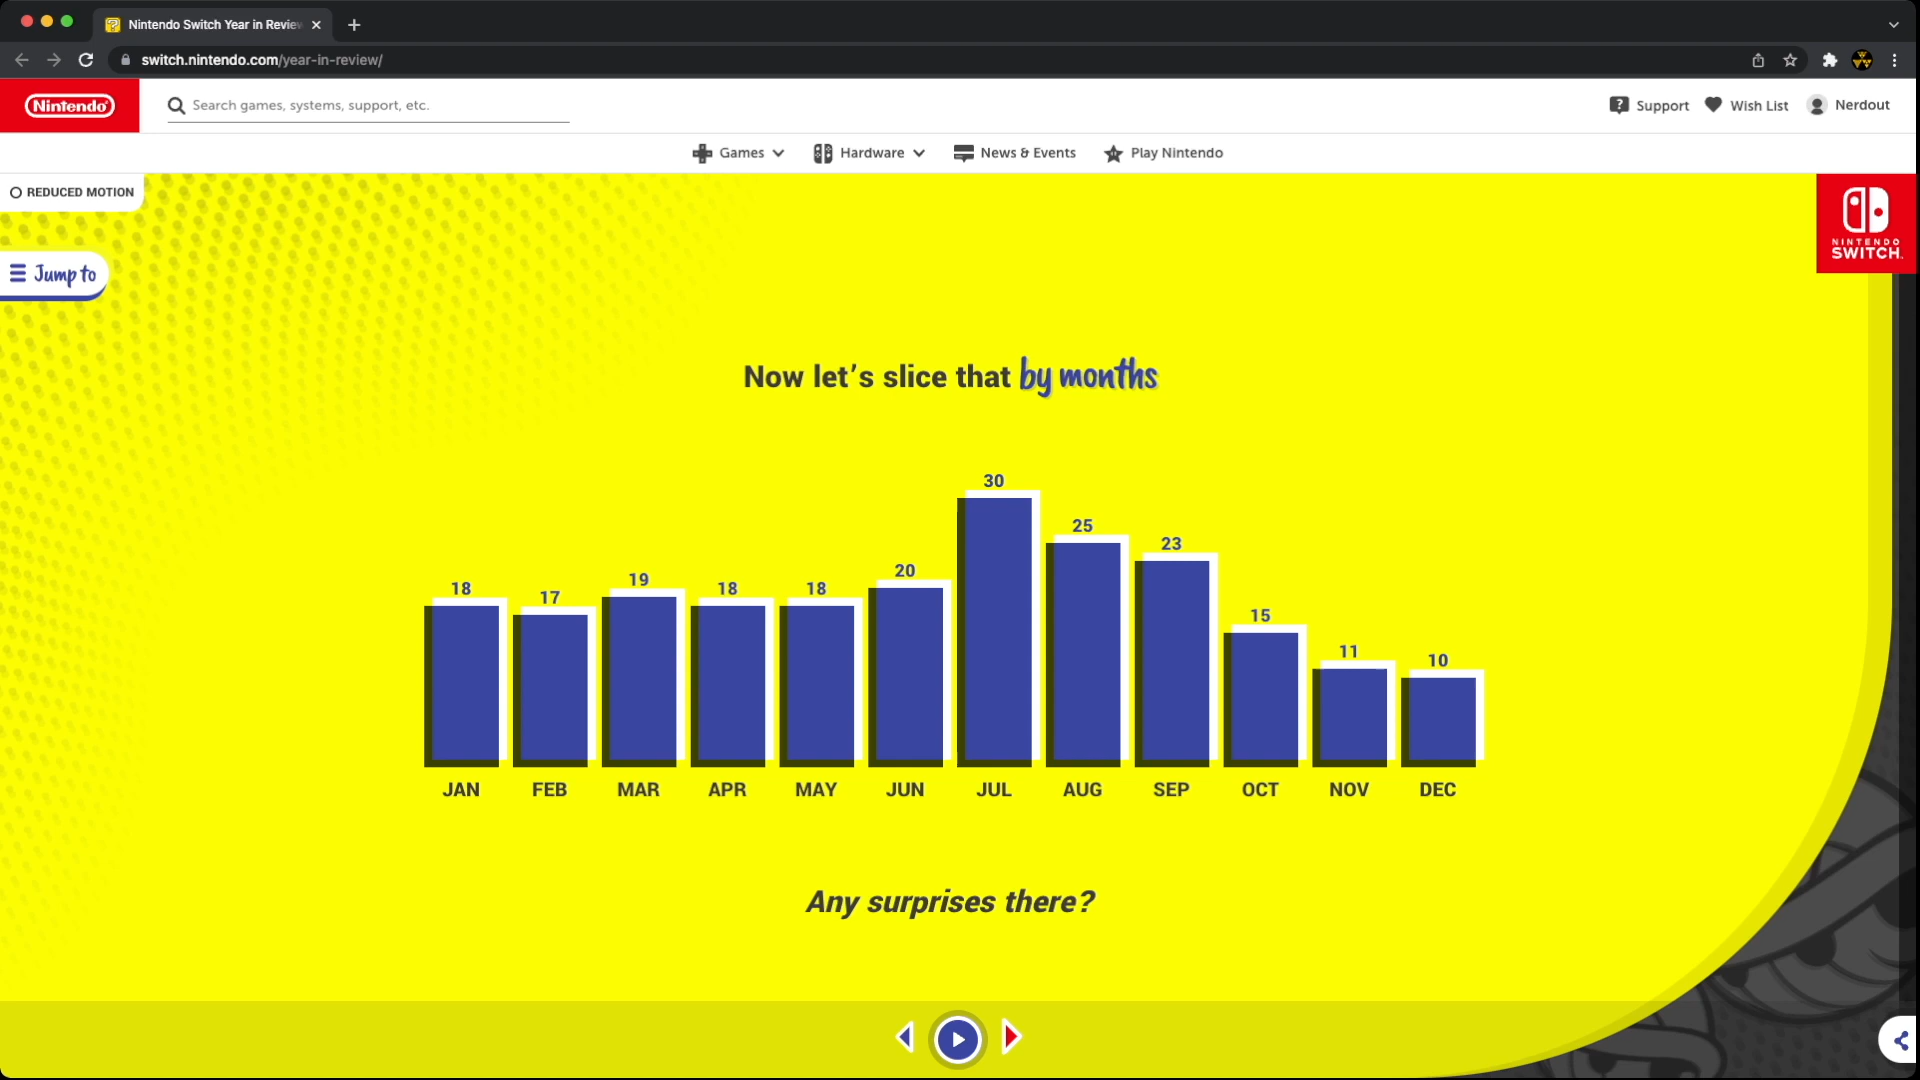 Nintendo Switch Year in Review
switch.nintendo.com/year-in-review/
Nintendo
Search games, systems, support, etc.
Support
Wish List
Nerdout
Games
Hardware
News & Events
Play Nintendo
REDUCED MOTION
NINTENDO
SWITCH
Jump to
Now let's slice that by months
18
17
19
18
18
20
30
25
23
15
11
10
JAN
FEB
MAR
APR
MAY
JUN
JUL
AUG
SEP
OCT
NOV
DEC
Any surprises there?